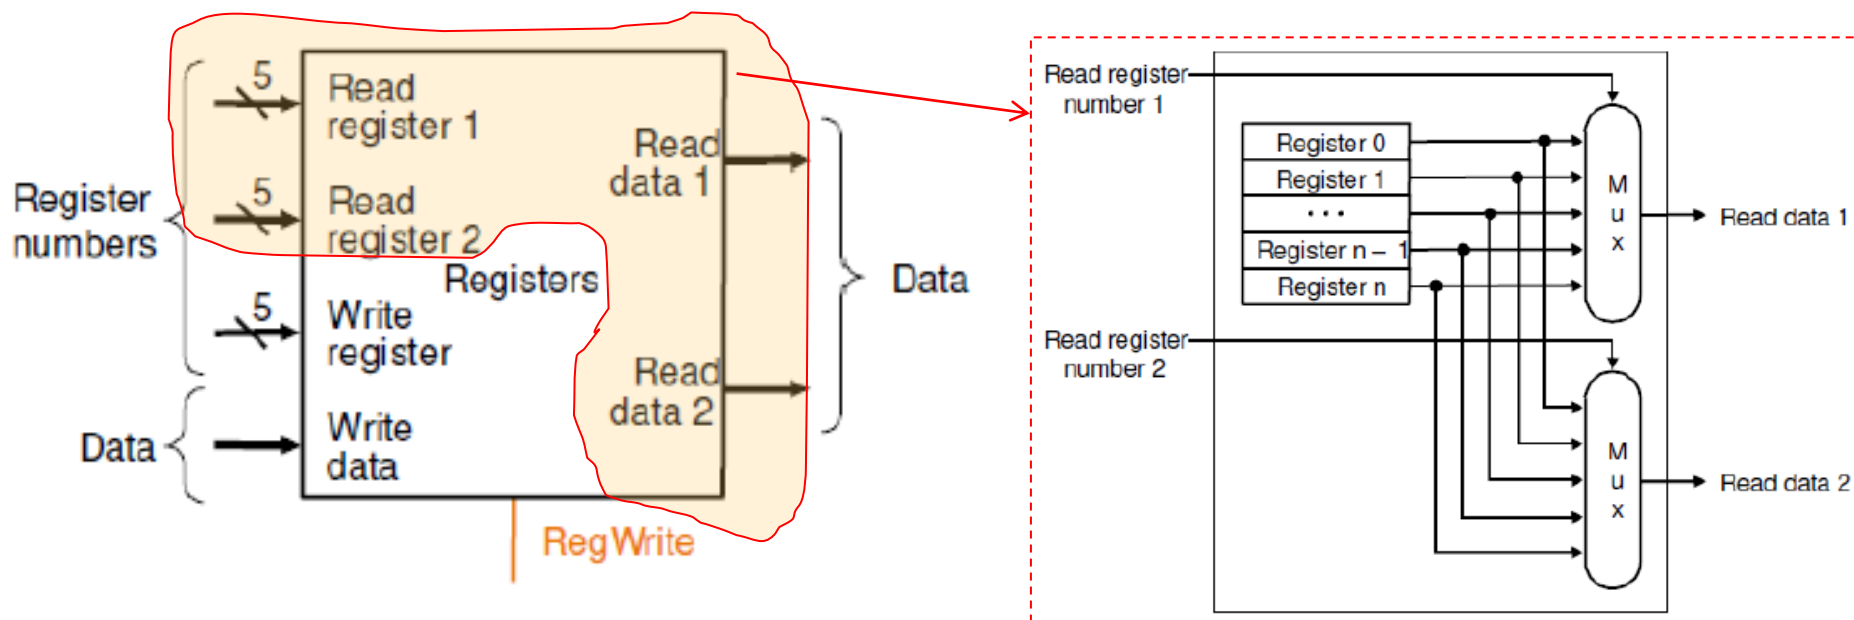 5
Read
register 1
Read
data 1
5
Read
register 2
Register
numbers
Registers
Data
5
Write
register
Read
data 2
Data
Write
data
RegWrite
Read register
number 1
Register 0
Register 1
...
Register n – 1
Register n
M
u
x
Read data 1
Read register
number 2
M
u
x
Read data 2